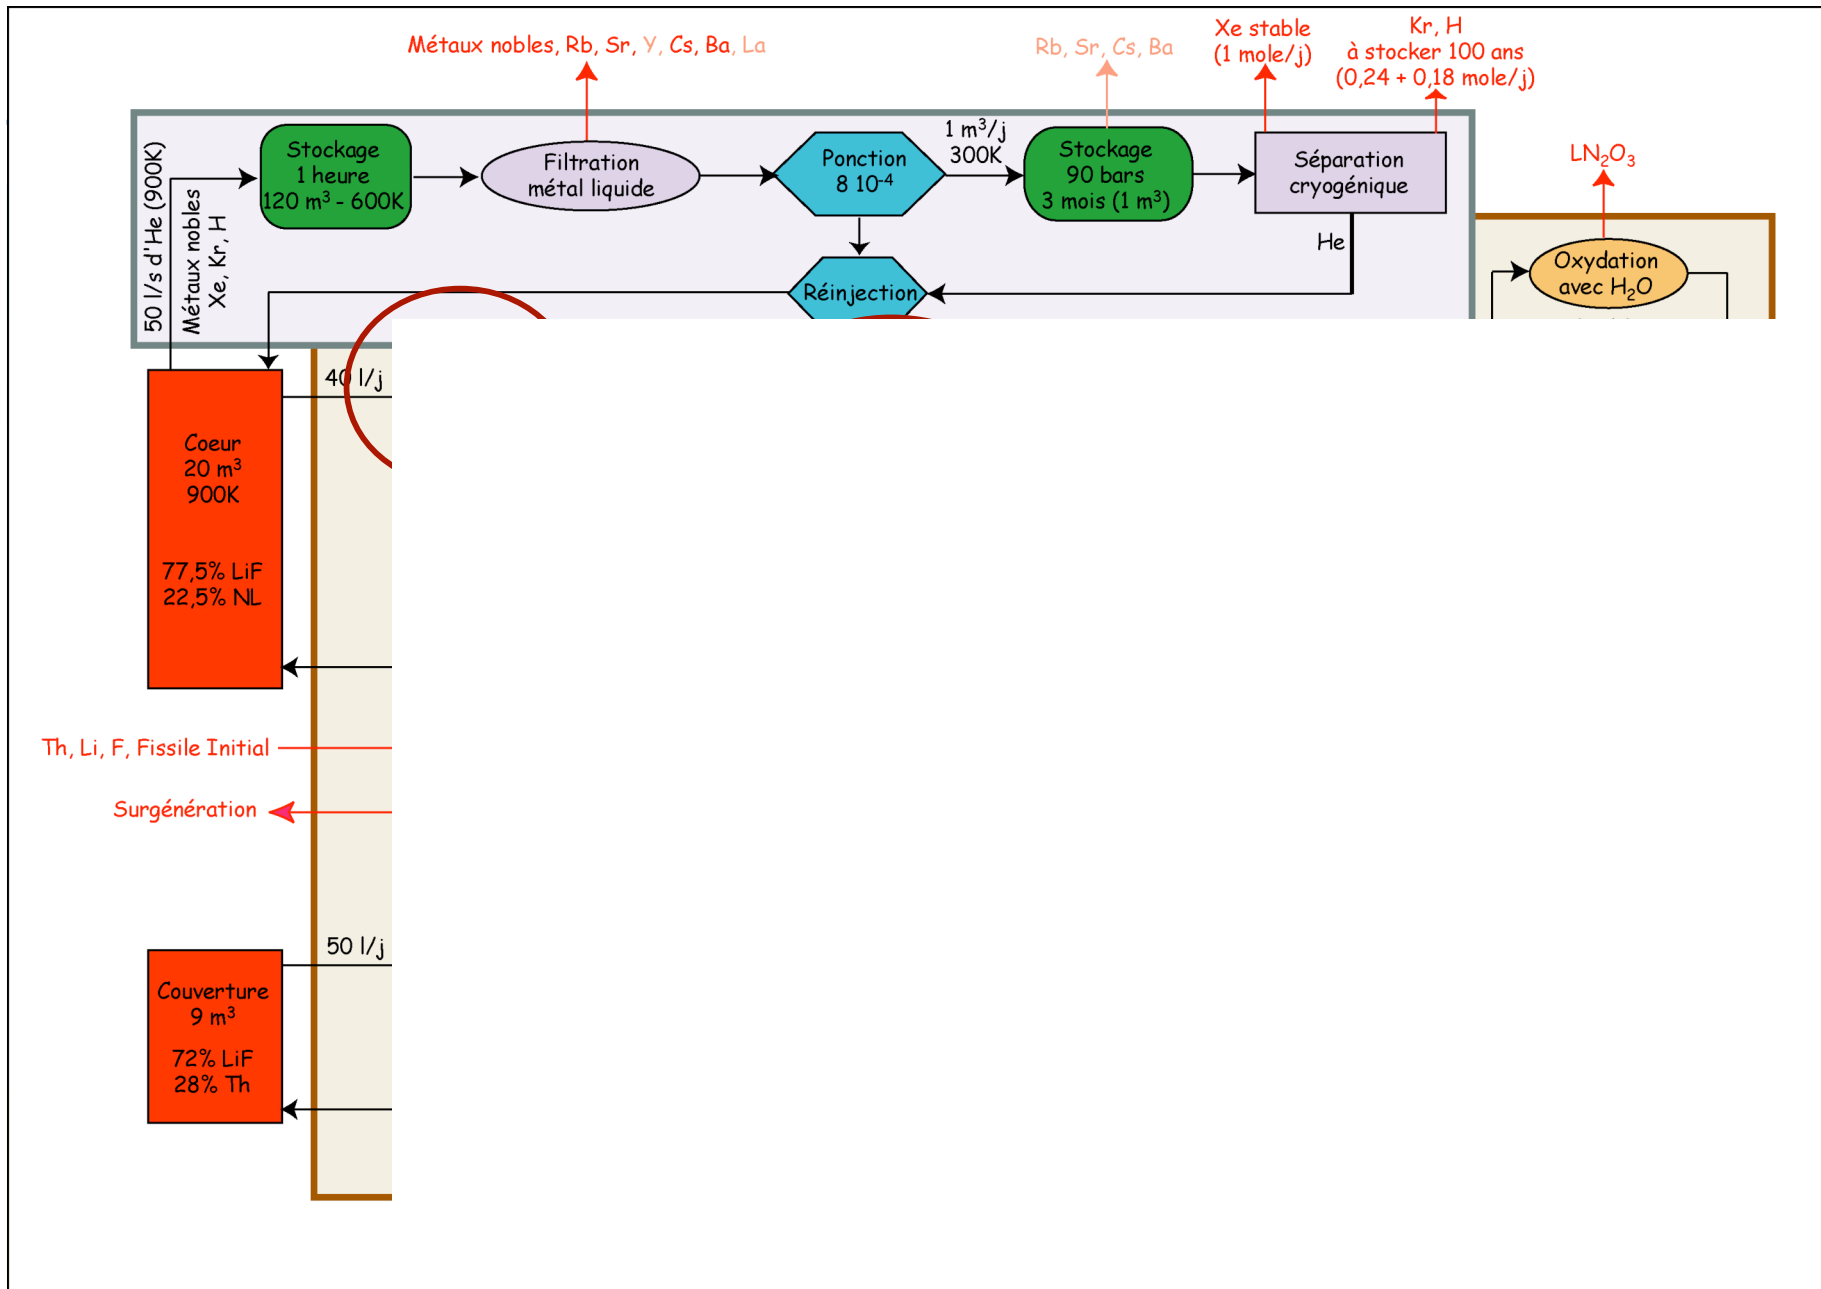 Métaux nobles, Rb, Sr, Y, Cs, Ba, La
Rb, Sr, Cs, Ba
Xe stable
(1 mole/j)
Kr, H
à stocker 100 ans
(0,24 + 0,18 mole/j)
LN₂O₃
50 l/s d'He (900K)
Métaux nobles
Xe, Kr, H
Stockage
1 heure
120 m³ - 600K
Filtration
métal liquide
Ponction
8 10⁻⁴
1 m³/j
300K
Stockage
90 bars
3 mois (1 m³)
Séparation
cryogénique
He
Réinjection
Oxydation
avec H₂O
40 l/j
Coeur
20 m³
900K
77,5% LiF
22,5% NL
Th, Li, F, Fissile Initial
Surgénération
50 l/j
Couverture
9 m³
72% LiF
28% Th